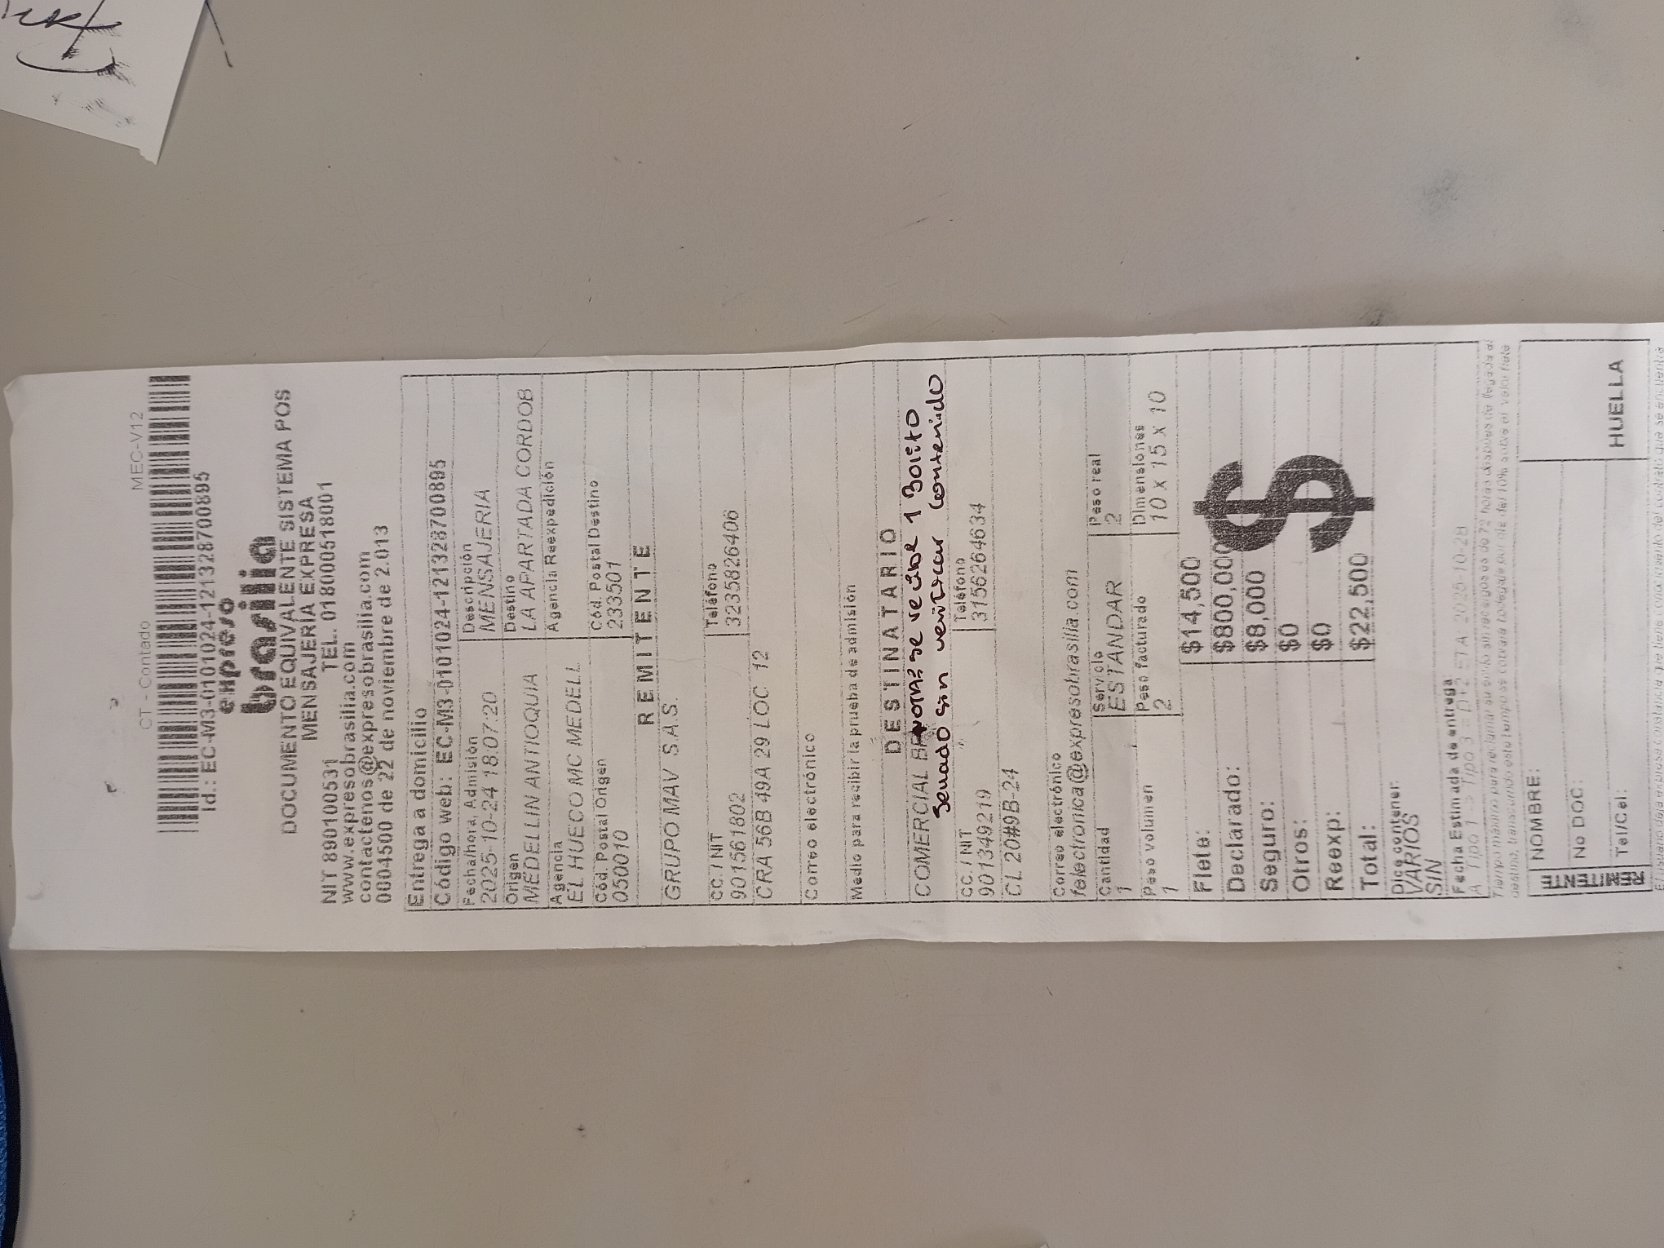 CT - Contado MEC-V12
Id.: EC-M3-0101024-121328700895
expreso
brasilia
DOCUMENTO EQUIVALENTE SISTEMA POS
MENSAJERÍA EXPRESA
NIT 890100531 TEL. 018000518001
www.expresobrasilia.com
contactenos@expresobrasilia.com
0004500 de 22 de noviembre de 2.013
Entrega a domicilio
Código web: EC-M3-0101024-121328700895
Fecha/hora, Admisión Descripción
2025-10-24 18:07:20 MENSAJERIA
Origen Destino
MEDELLIN ANTIOQUIA LA APARTADA CORDOB
Agencia Agencia Reexpedición
EL HUECO MC MEDELL
Cód. Postal Origen Cód. Postal Destino
050010 233501
REMITENTE
GRUPO MAV S.A.S.
CC. / NIT Teléfono
901561802 3235826406
CRA 56B 49A 29 LOC 12
Correo electrónico
Medio para recibir la prueba de admisión
DESTINATARIO
COMERCIAL se recibe 1 Bolito
sin verificar contenido
CC. / NIT Teléfono
901349219 3156264634
CL 20#9B-24
Correo electrónico
felectronica@expresobrasilia.com
Cantidad Servicio Peso real
1 ESTANDAR 2
Peso volumen Peso facturado Dimensiones
1 2 10 x 15 x 10
Flete: $14,500
Declarado: $800,000
Seguro: $8,000
Otros: $0
Reexp: $0
Total: $22,500
$
Dice contener:
VARIOS
SIN
Fecha Estimada de entrega
NOMBRE:
No DOC:
Tel/Cel:
REMITENTE
HUELLA